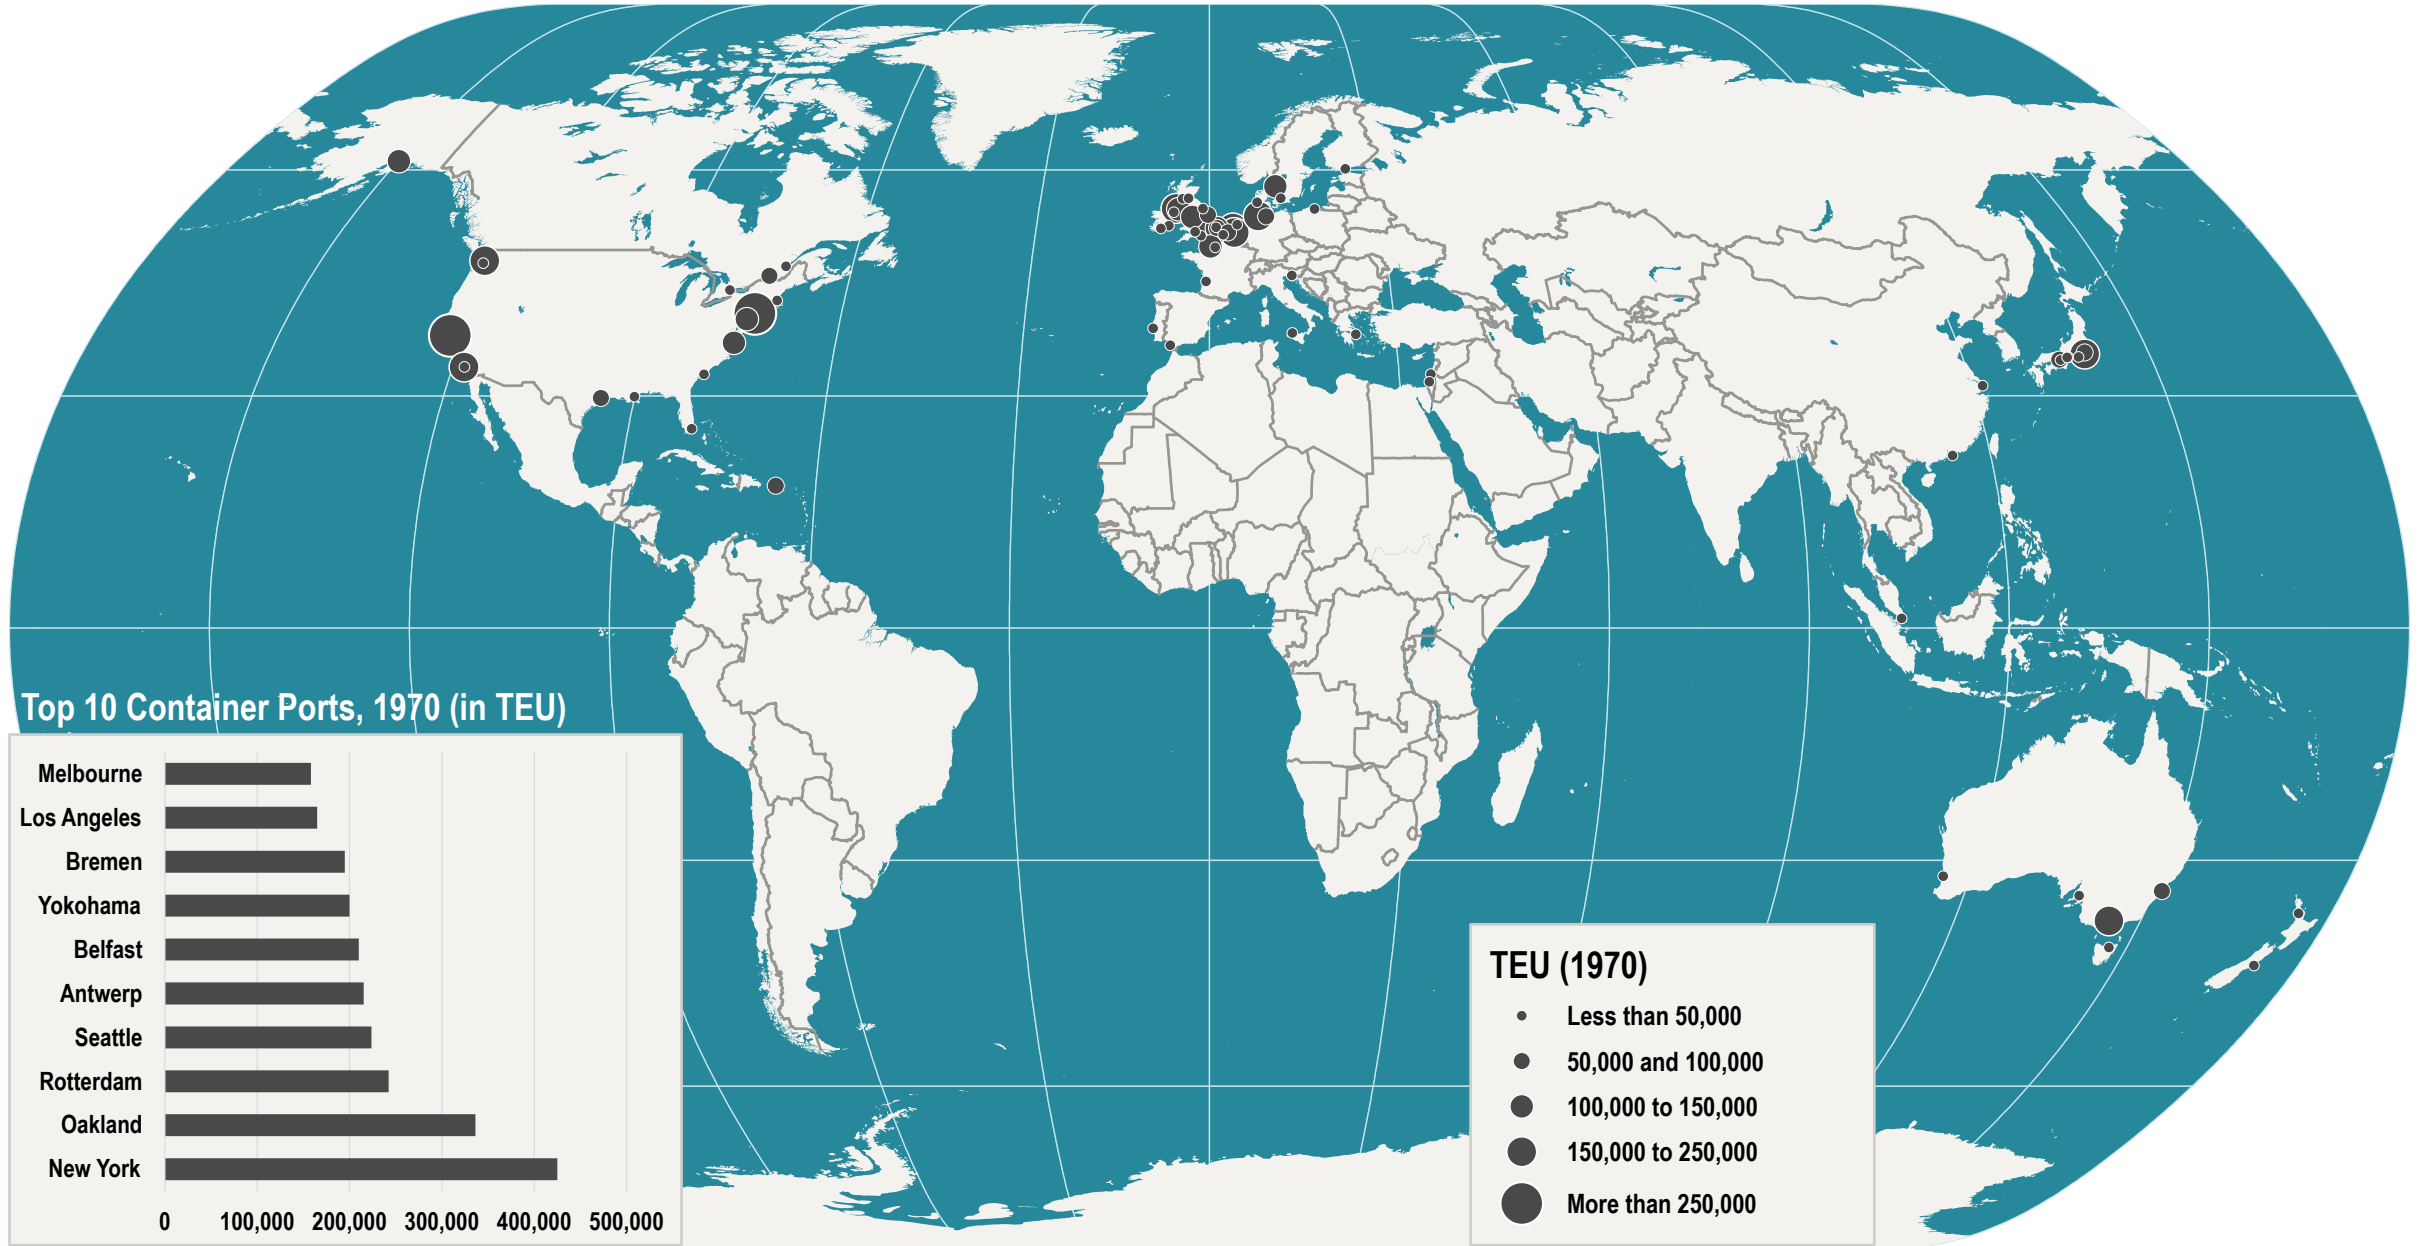 Top 10 Container Ports, 1970 (in TEU)
Melbourne
Los Angeles
Bremen
Yokohama
Belfast
Antwerp
Seattle
Rotterdam
Oakland
New York
0 100,000 200,000 300,000 400,000 500,000
TEU (1970)
Less than 50,000
50,000 and 100,000
100,000 to 150,000
150,000 to 250,000
More than 250,000